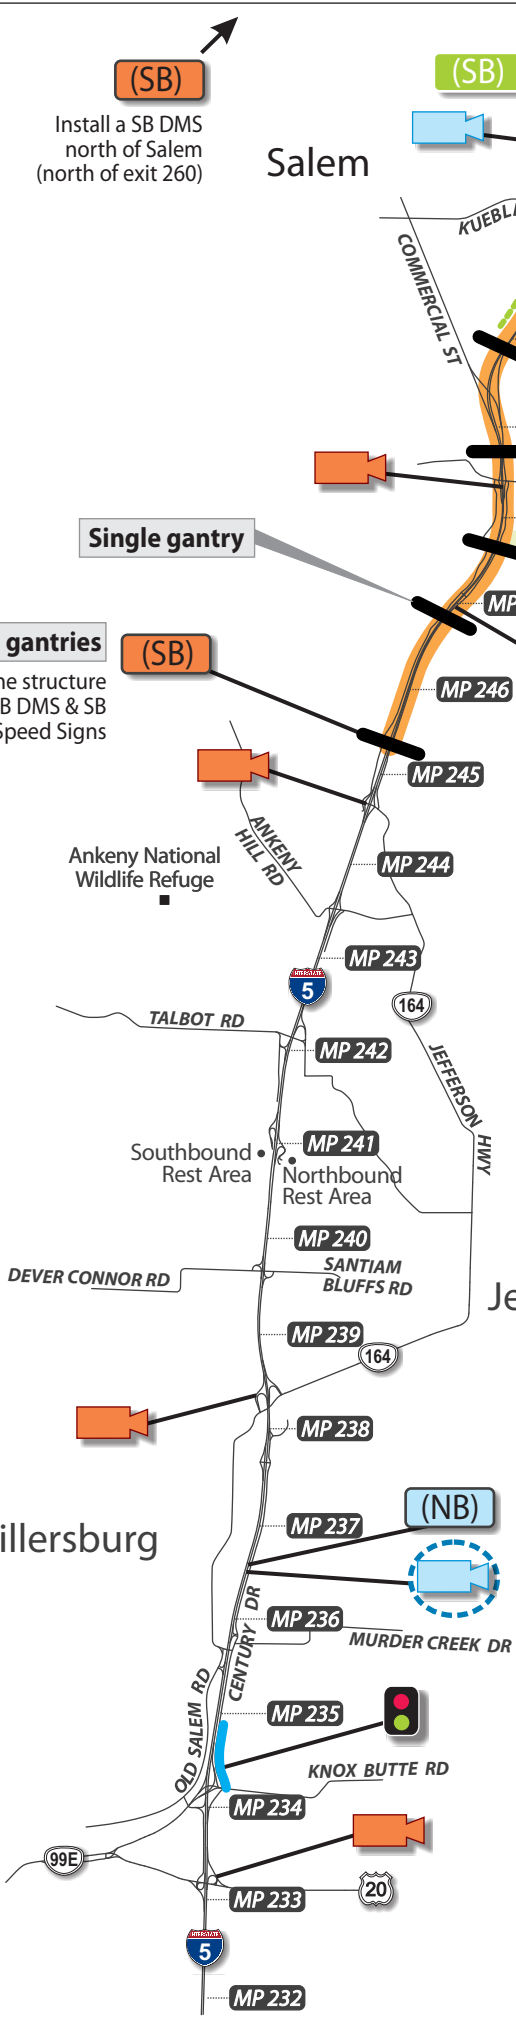 (SB)
Install a SB DMS
north of Salem
(north of exit 260)
Salem
(SB)
KUEBLA
COMMERCIAL ST
Single gantry
MP
gantries
ne structure
B DMS & SB
Speed Signs
(SB)
MP 246
MP 245
ANKENY
HILL RD
Ankeny National
Wildlife Refuge
MP 244
MP 243
INTERSTATE
5
164
TALBOT RD
MP 242
JEFFERSON HWY
MP 241
Southbound
Rest Area
Northbound
Rest Area
MP 240
DEVER CONNOR RD
SANTIAM
BLUFFS RD
Je
MP 239
164
MP 238
illersburg
MP 237
(NB)
CENTURY DR
MP 236
MURDER CREEK DR
OLD SALEM RD
MP 235
KNOX BUTTE RD
MP 234
99E
20
MP 233
INTERSTATE
5
MP 232